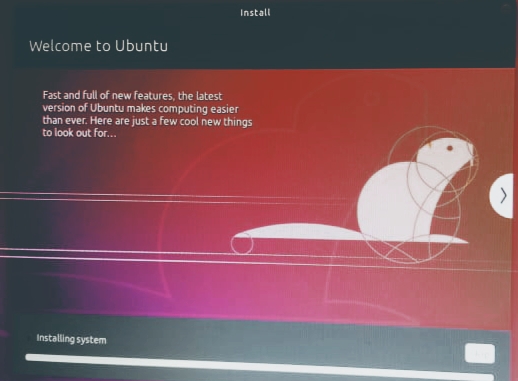 Install
Welcome to Ubuntu
Fast and full of new features, the latest
version of Ubuntu makes computing easier
than ever. Here are just a few cool new things
to look out for...
Installing system